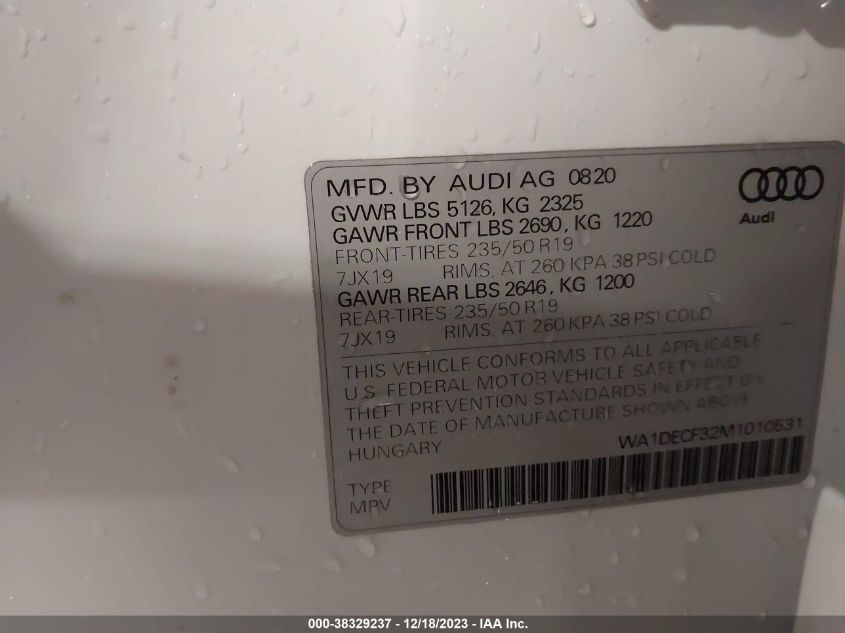 MFD. BY AUDI AG 0820
GVWR LBS 5126, KG 2325
GAWR FRONT LBS 2690, KG 1220
FRONT-TIRES 235/50 R19
7JX19 RIMS, AT 260 KPA 38 PSI COLD
GAWR REAR LBS 2646, KG 1200
REAR-TIRES 235/50 R19
7JX19 RIMS, AT 260 KPA 38 PSI COLD
Audi
THIS VEHICLE CONFORMS TO ALL APPLICABLE
U.S. FEDERAL MOTOR VEHICLE SAFETY AND
THEFT PREVENTION STANDARDS IN EFFECT ON
THE DATE OF MANUFACTURE SHOWN ABOVE
HUNGARY
WA1DECF32M1010531
TYPE
MPV
000-38329237 - 12/18/2023 - IAA Inc.